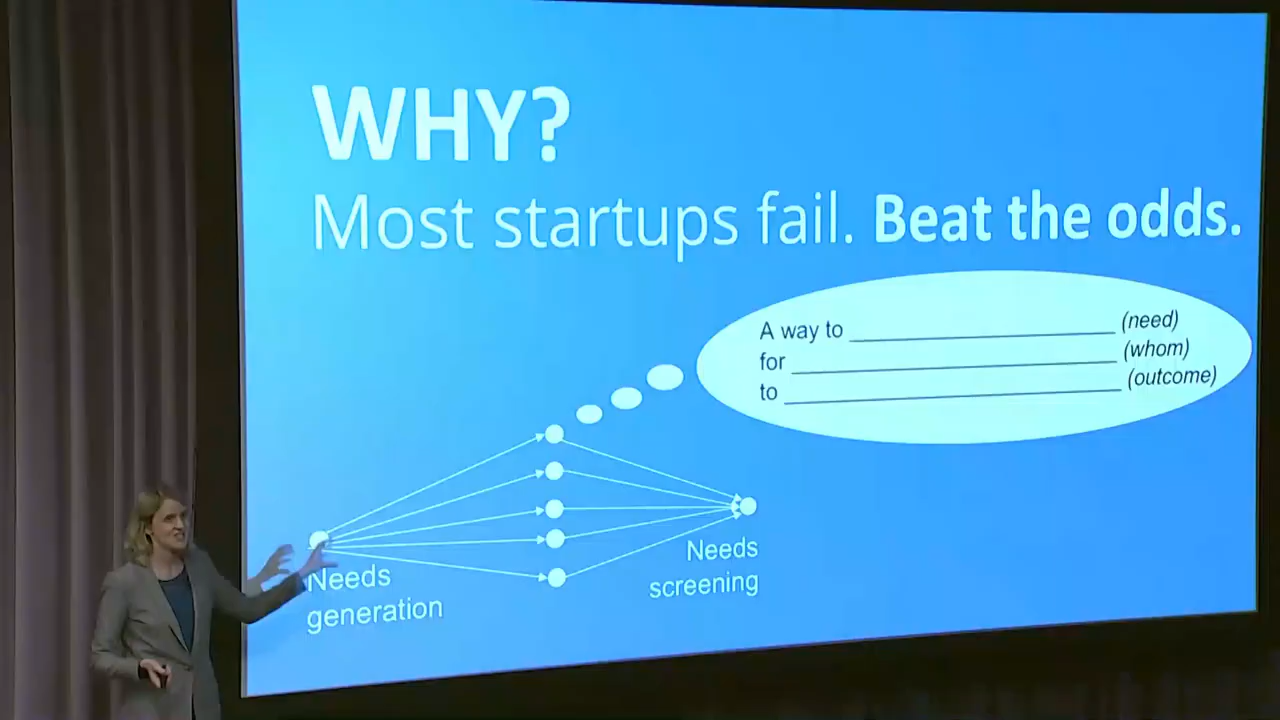 WHY?
Most startups fail. Beat the odds.
A way to ____________________ (need)
for ____________________ (whom)
to ____________________ (outcome)
Needs
generation
Needs
screening